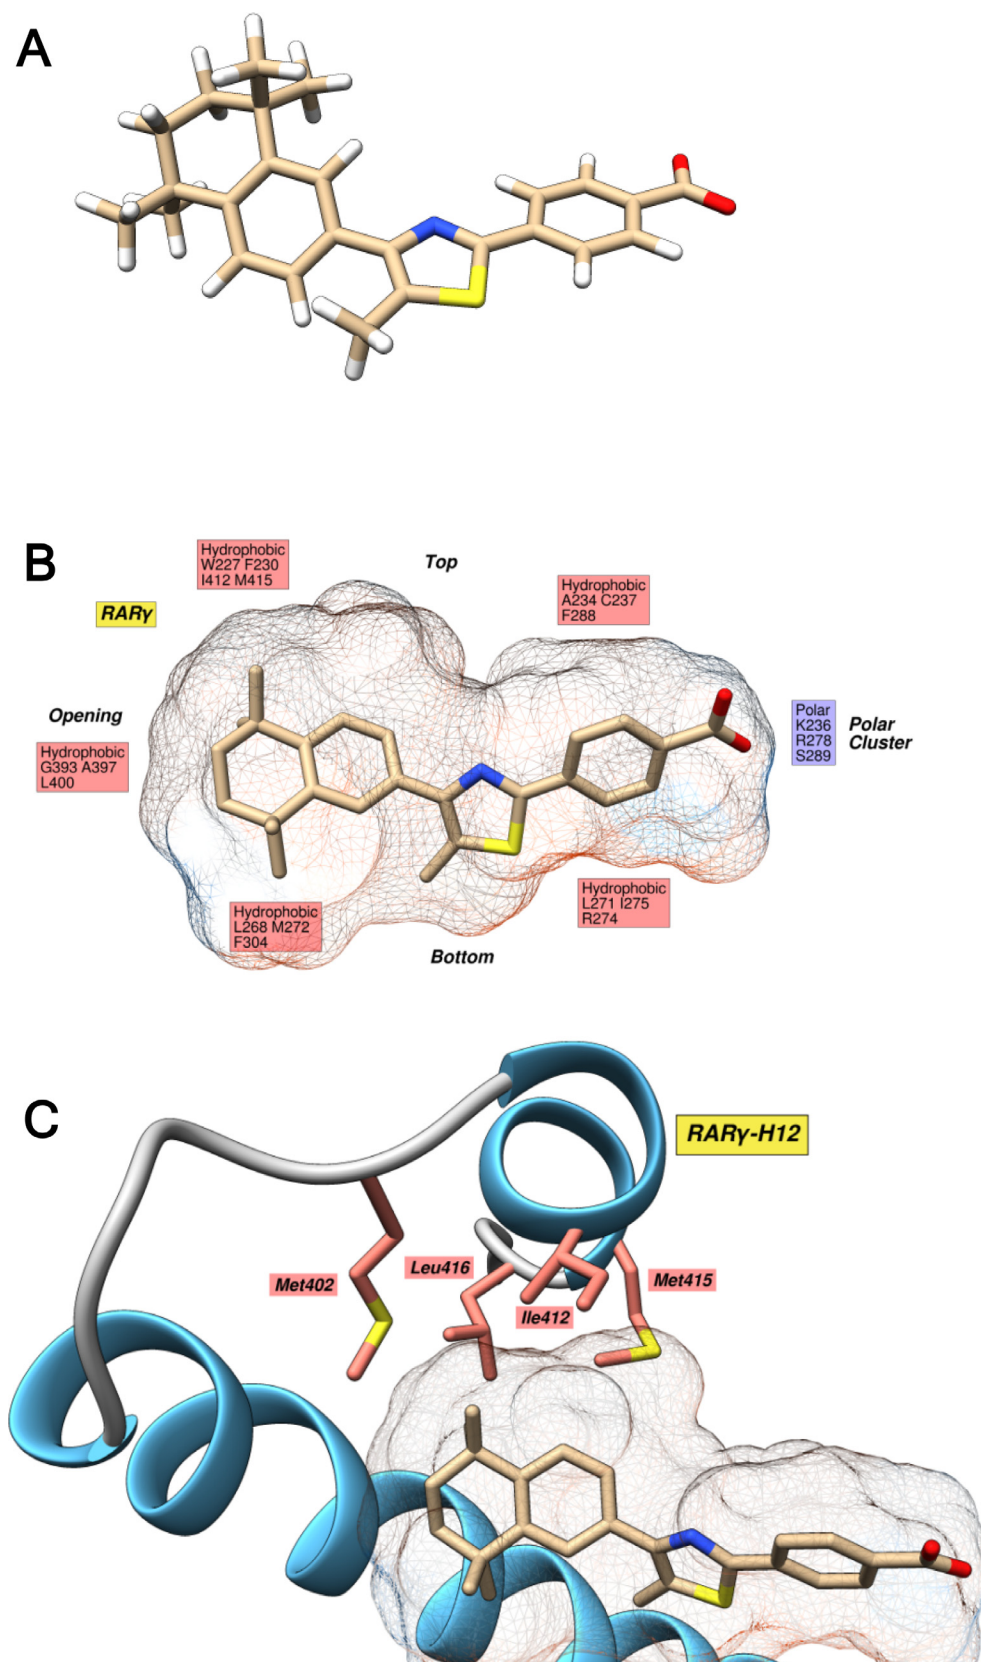 A
B
Hydrophobic
W227 F230
I412 M415
Top
Hydrophobic
A234 C237
F288
RARγ
Opening
Hydrophobic
G393 A397
L400
Polar
K236
R278
S289
Polar
Cluster
Hydrophobic
L268 M272
F304
Hydrophobic
L271 I275
R274
Bottom
C
RARγ-H12
Met402
Leu416
Ile412
Met415